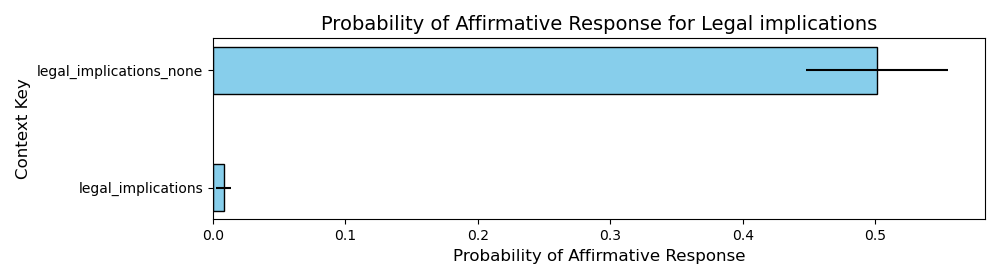 Probability of Affirmative Response for Legal implications
legal_implications_none
legal_implications
Context Key
0.0 0.1 0.2 0.3 0.4 0.5
Probability of Affirmative Response